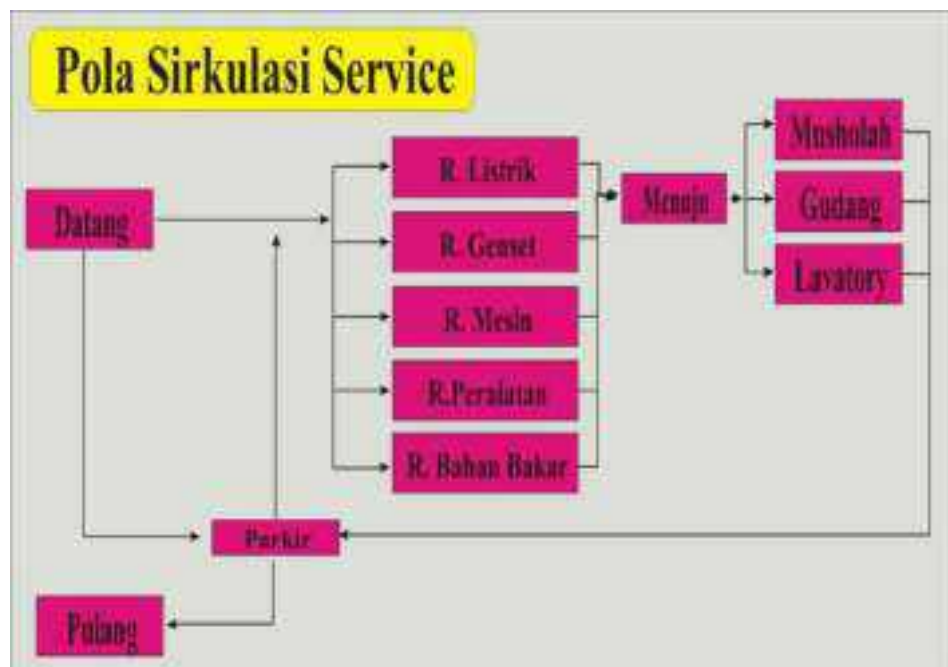 Pola Sirkulasi Service
Datang
R. Listrik
R. Genset
R. Mesin
R.Peralatan
R. Bahan Bakar
Menuju
Musholah
Gudang
Lavatory
Parkir
Pulang